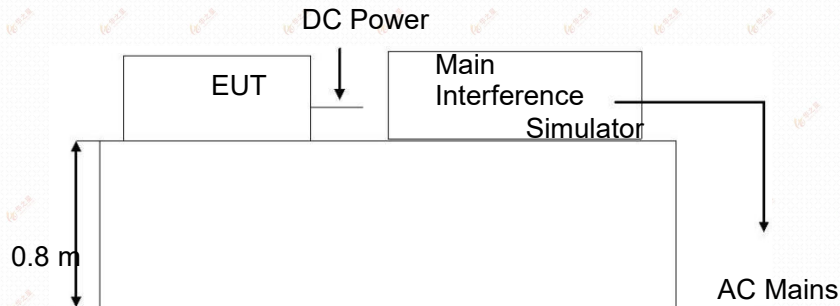 DC Power
EUT
Main
Interference
Simulator
0.8 m
AC Mains